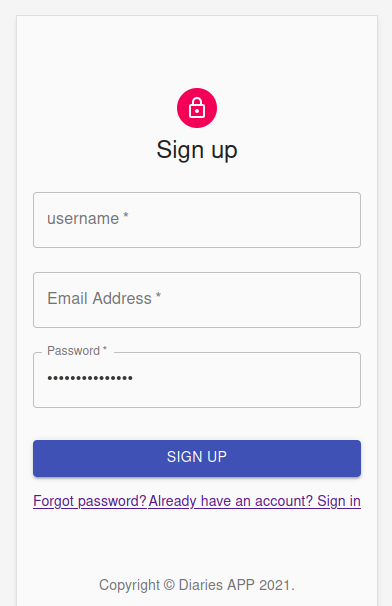 Sign up
username *
Email Address *
Password *
•••••••••••••••
SIGN UP
Forgot password? Already have an account? Sign in
Copyright © Diaries APP 2021.